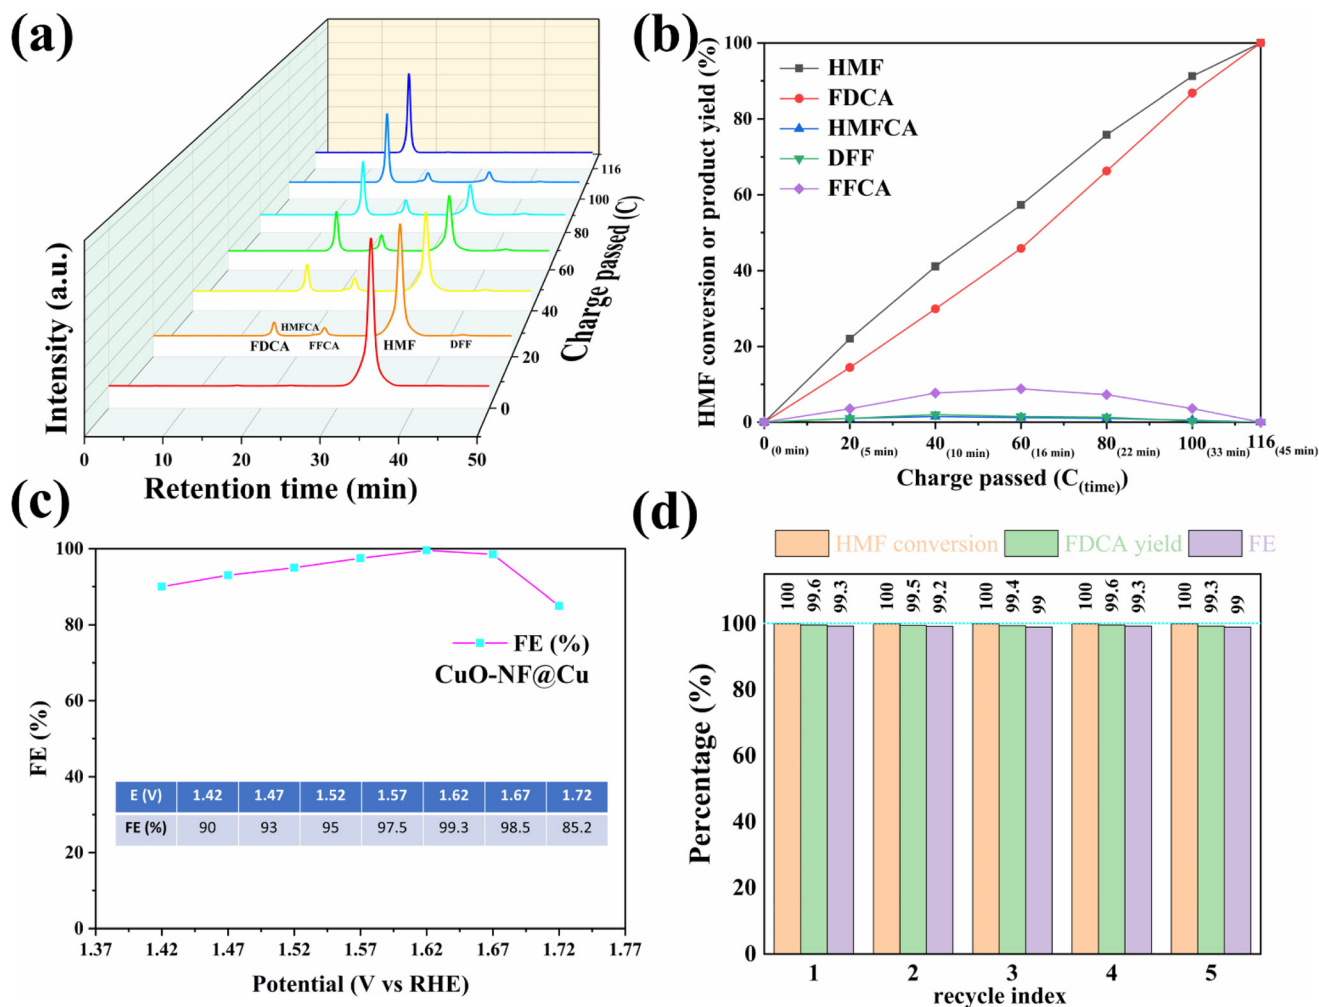 (a)
Intensity (a.u.)
HMFCA
FDCA
FFCA
HMF
DFF
0
20
40
60
80
100
116
Charge passed (C)
0 10 20 30 40 50
Retention time (min)
(b)
HMF conversion or product yield (%)
100
80
60
40
20
0
HMF
FDCA
HMFCA
DFF
FFCA
0 (0 min) 20 (5 min) 40 (10 min) 60 (16 min) 80 (22 min) 100 (33 min) 116 (45 min)
Charge passed (C(time))
(c)
FE (%)
100
80
60
40
20
0
FE (%)
CuO-NF@Cu
E (V) 1.42 1.47 1.52 1.57 1.62 1.67 1.72
FE (%) 90 93 95 97.5 99.3 98.5 85.2
1.37 1.42 1.47 1.52 1.57 1.62 1.67 1.72 1.77
Potential (V vs RHE)
(d)
HMF conversion FDCA yield FE
Percentage (%)
100
80
60
40
20
0
100 99.6 99.3 100 99.5 99.2 100 99.4 99 100 99.6 99.3 100 99.3 99
1 2 3 4 5
recycle index